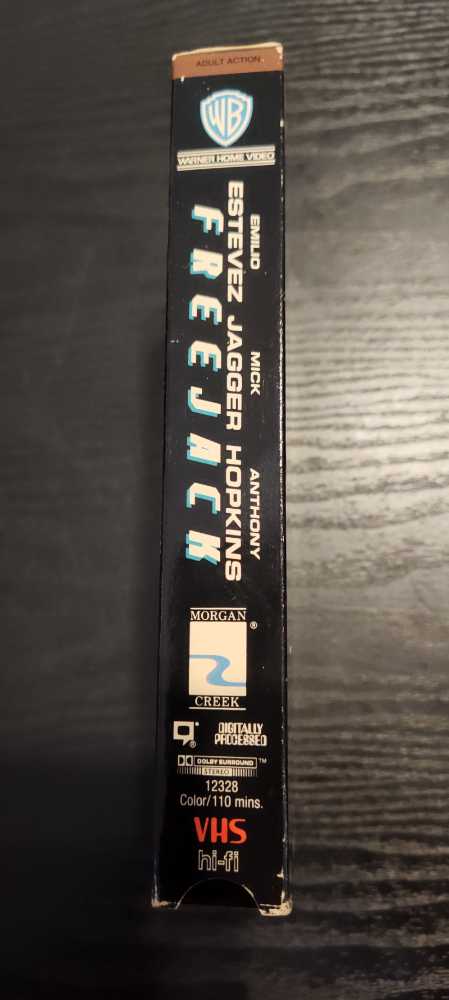 ADULT ACTION
WB
WARNER HOME VIDEO
EMILIO MICK ANTHONY
ESTEVEZ JAGGER HOPKINS
FREEJACK
MORGAN
®
CREEK
®
DIGITALLY
PROCESSED
DOLBY SURROUND ™
STEREO
12328
Color/110 mins.
VHS
hi-fi